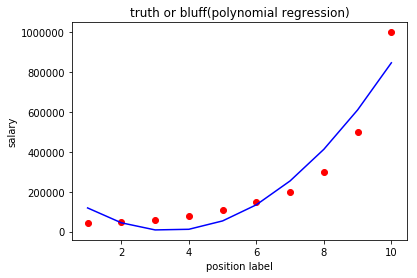 truth or bluff(polynomial regression)
1000000
800000
600000
400000
200000
0
2 4 6 8 10
salary
position label